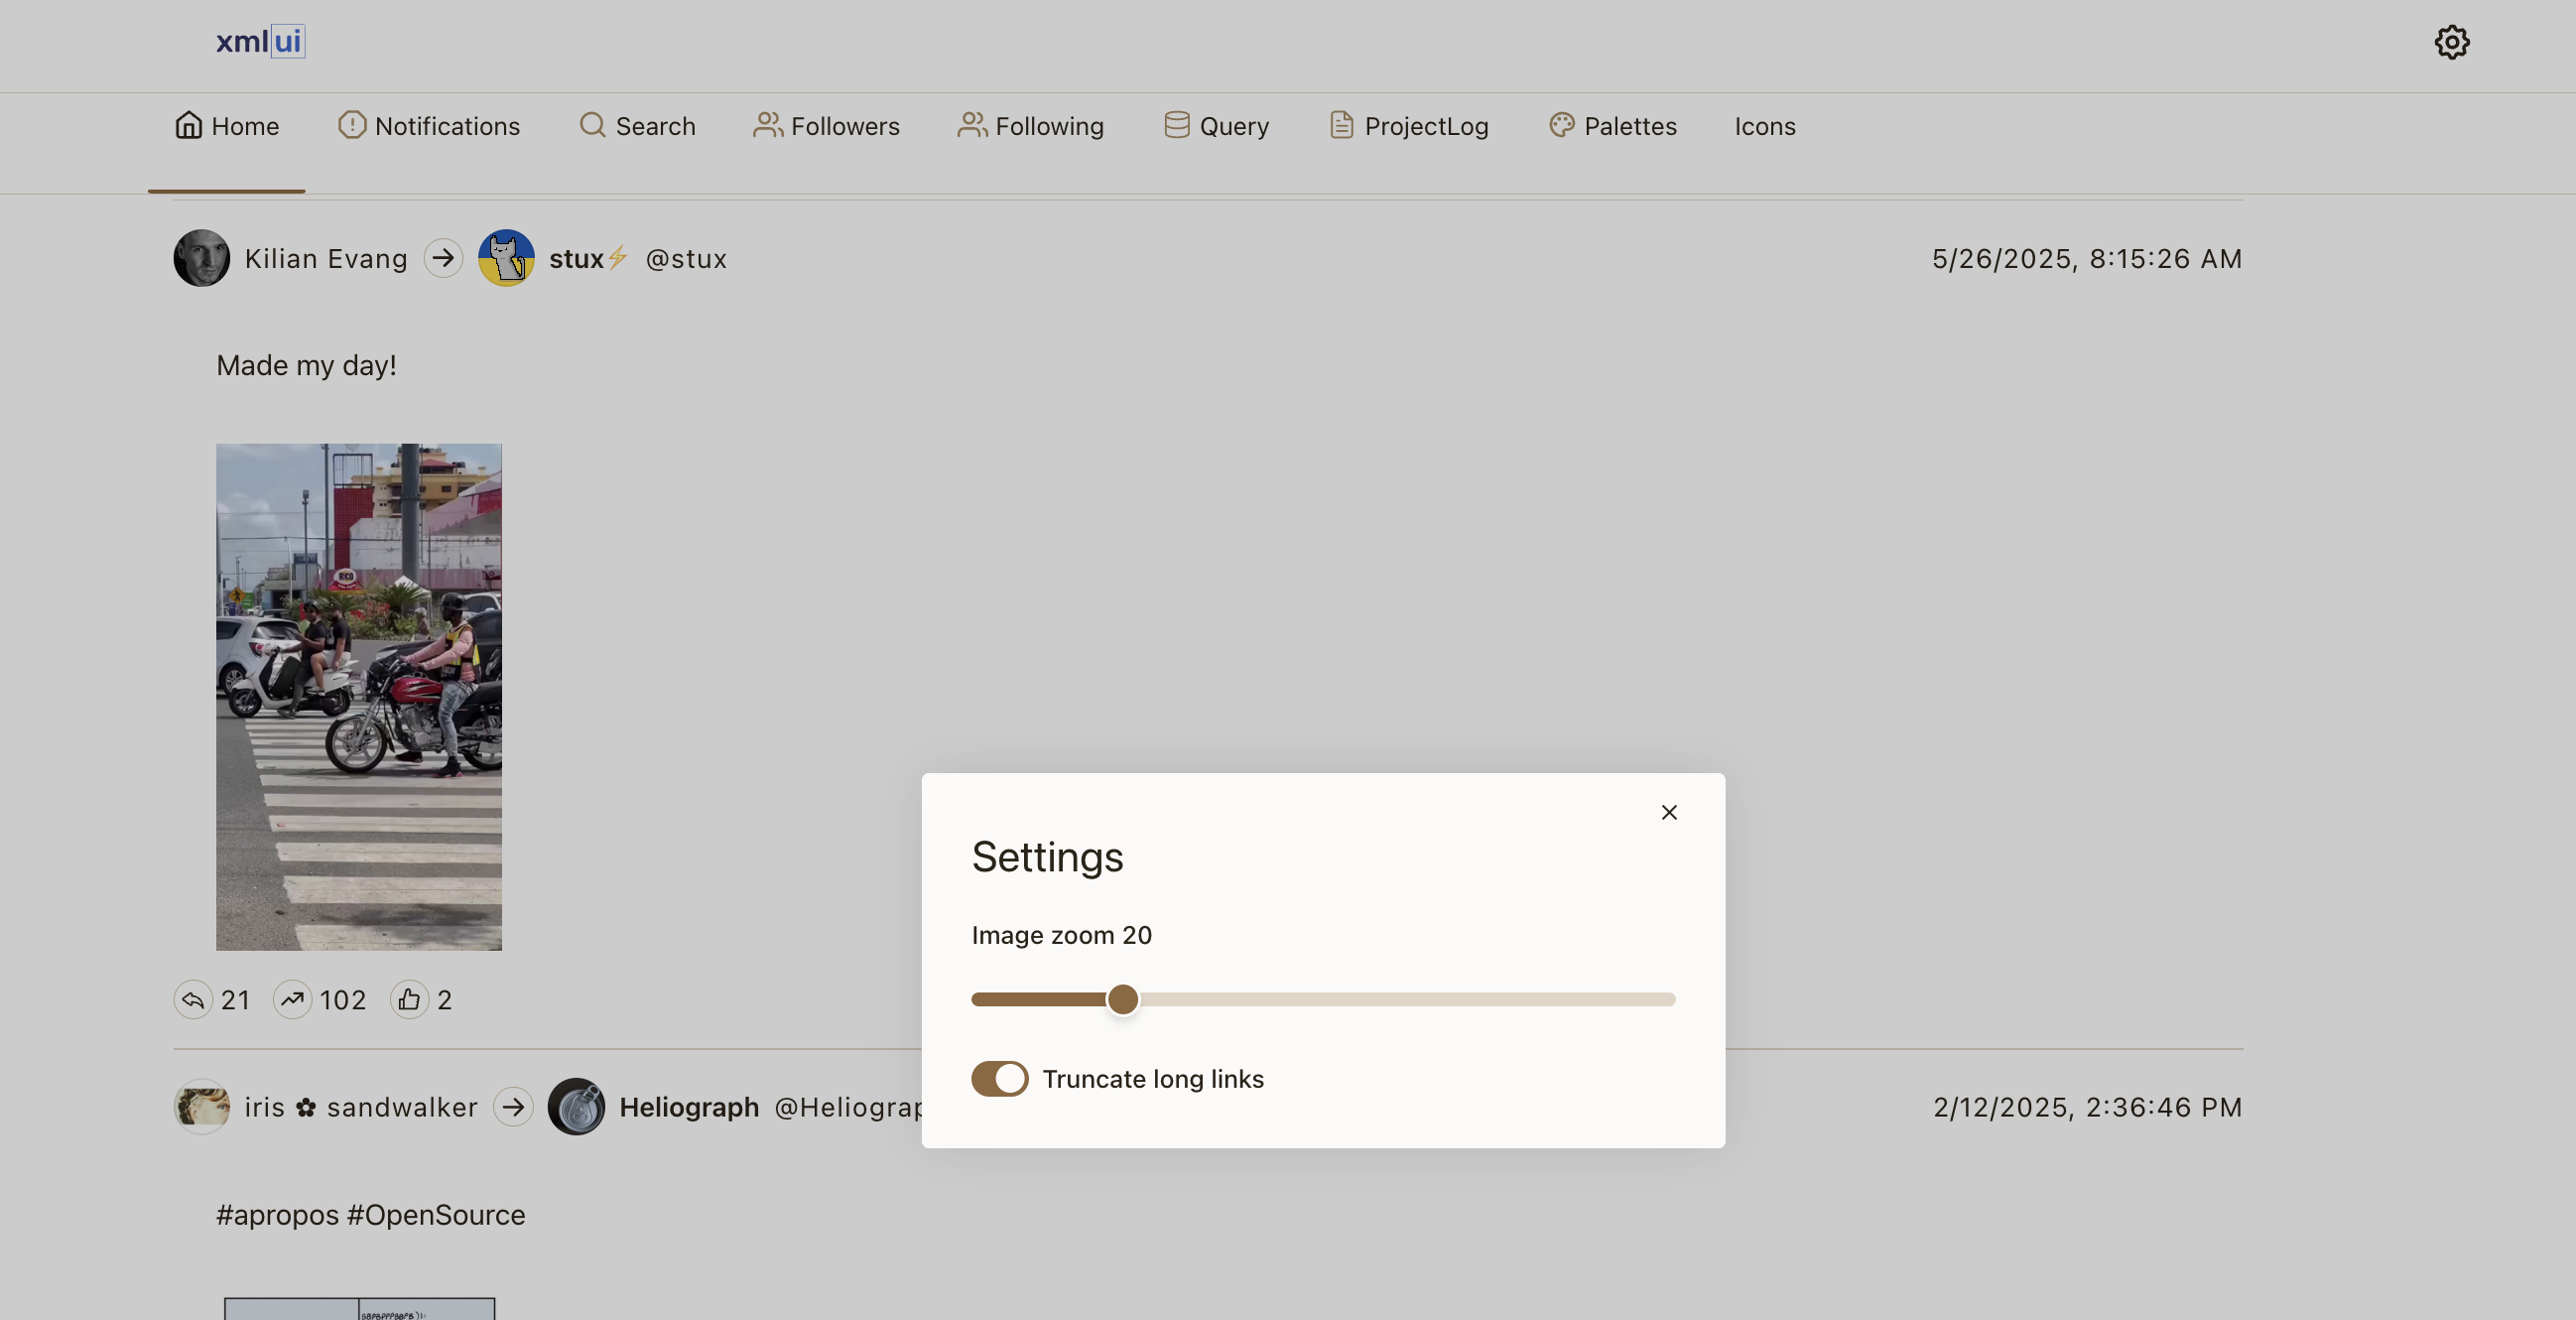 xmlui
Home Notifications Search Followers Following Query ProjectLog Palettes Icons
Kilian Evang stux⚡ @stux 5/26/2025, 8:15:26 AM
Made my day!
RICO
21 102 2
Settings
Image zoom 20
Truncate long links
iris ✿ sandwalker Heliograph @Heliograp 2/12/2025, 2:36:46 PM
#apropos #OpenSource